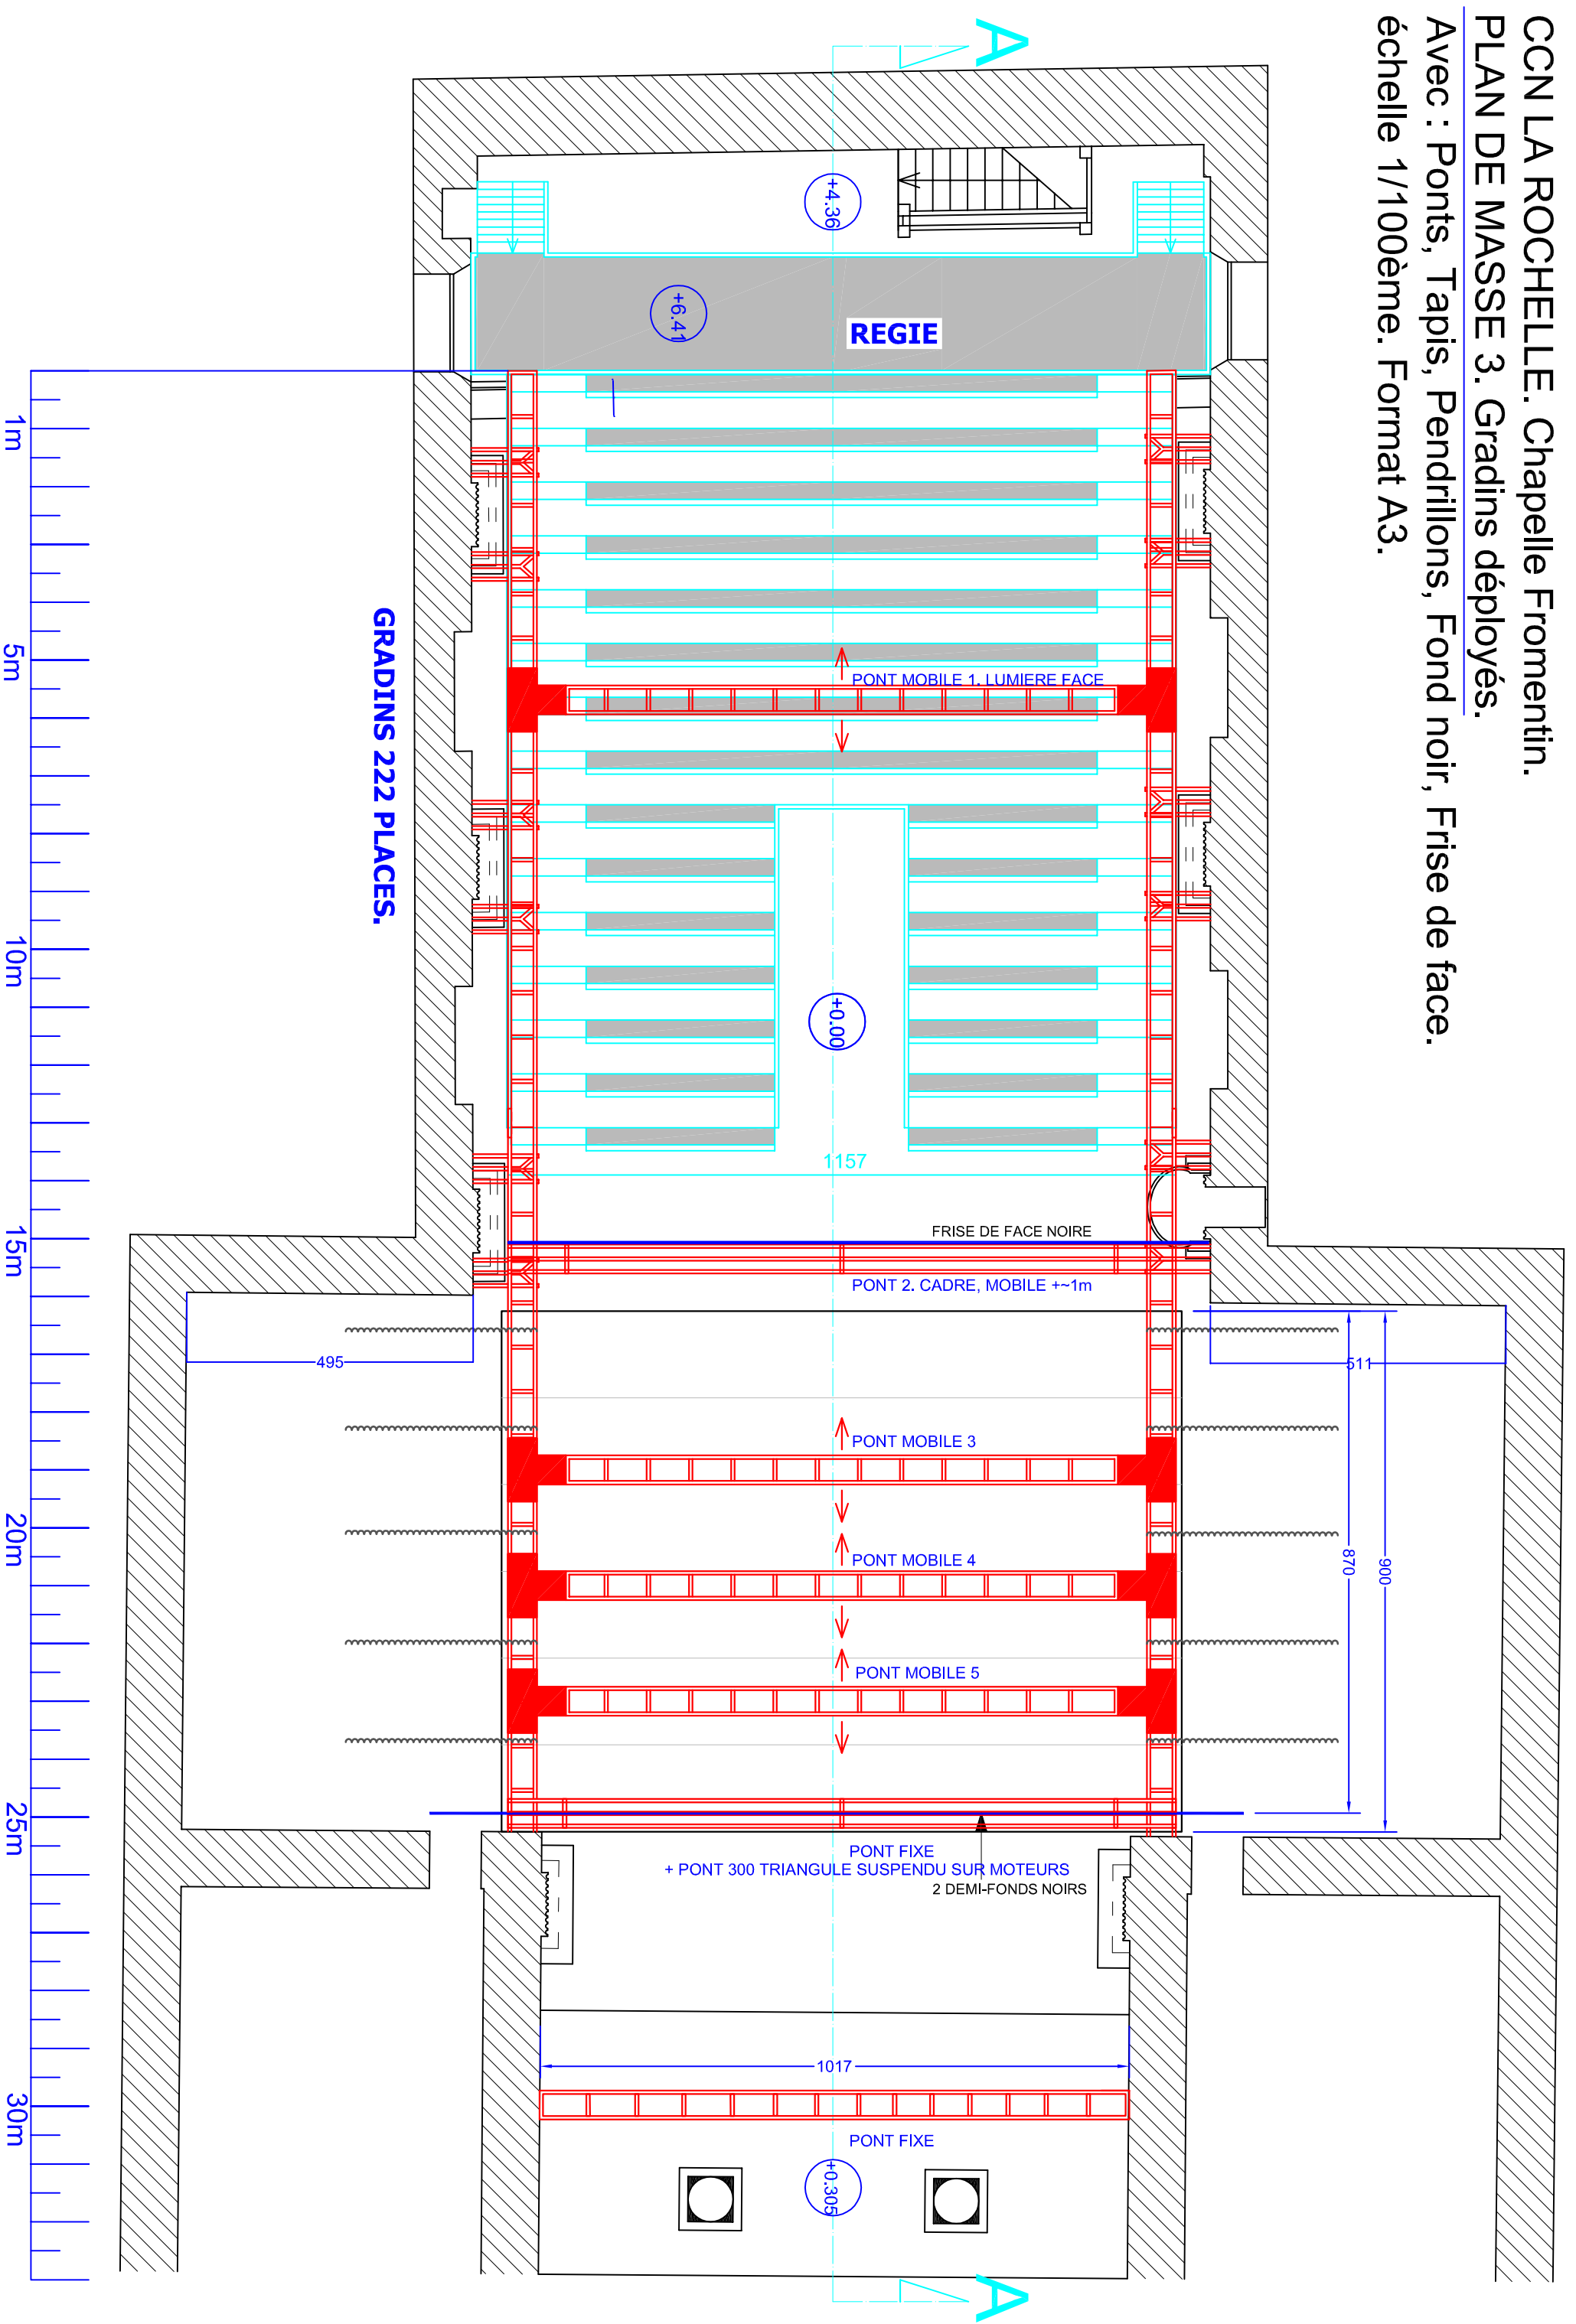 CCN LA ROCHELLE. Chapelle Fromentin.
PLAN DE MASSE 3. Gradins déployés.
Avec : Ponts, Tapis, Pendrillons, Fond noir, Frise de face.
échelle 1/100ème. Format A3.
A
+4.36
+6.41
REGIE
PONT MOBILE 1. LUMIERE FACE
GRADINS 222 PLACES.
+0.00
1157
FRISE DE FACE NOIRE
PONT 2. CADRE, MOBILE +~1m
495
511
870
900
PONT MOBILE 3
PONT MOBILE 4
PONT MOBILE 5
PONT FIXE
+ PONT 300 TRIANGULE SUSPENDU SUR MOTEURS
2 DEMI-FONDS NOIRS
1017
PONT FIXE
+0.305
A
1m
5m
10m
15m
20m
25m
30m